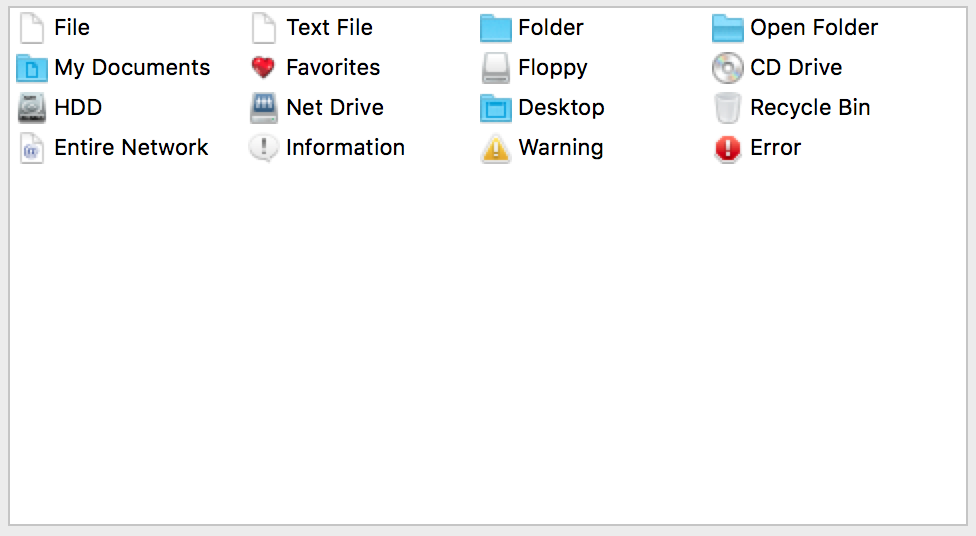 File Text File Folder Open Folder
My Documents Favorites Floppy CD Drive
HDD Net Drive Desktop Recycle Bin
Entire Network Information Warning Error